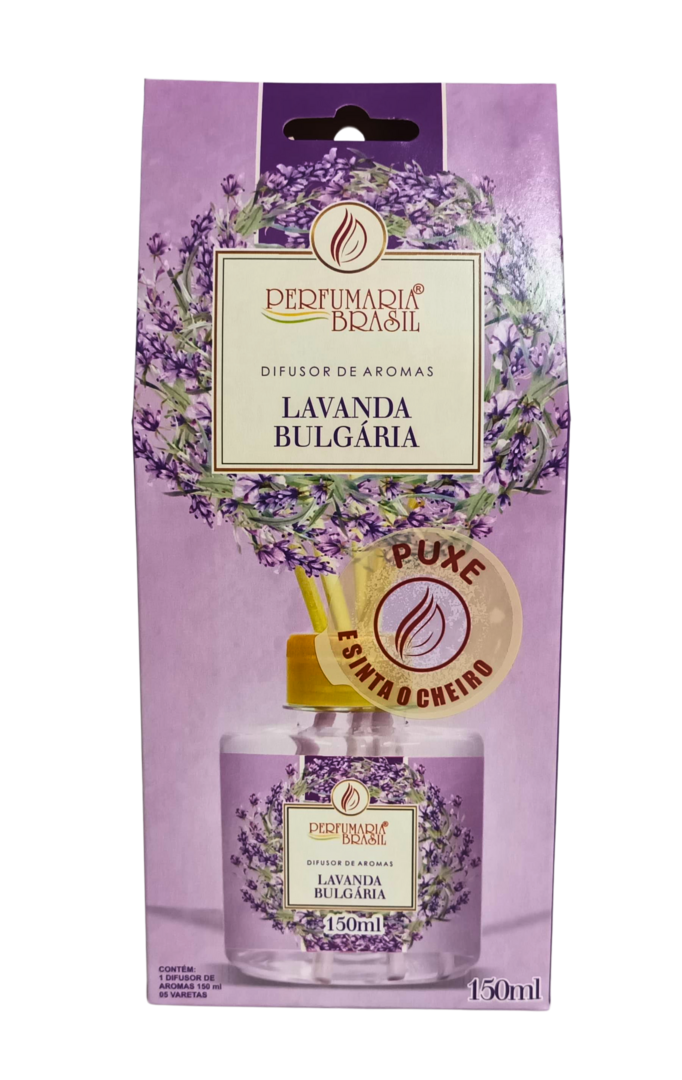 PERFUMARIA®
BRASIL
DIFUSOR DE AROMAS
LAVANDA
BULGÁRIA
PUXE
E SINTA O CHEIRO
PERFUMARIA®
BRASIL
DIFUSOR DE AROMAS
LAVANDA
BULGÁRIA
150ml
CONTÉM:
1 DIFUSOR DE
AROMAS 150 ml
05 VARETAS
150ml